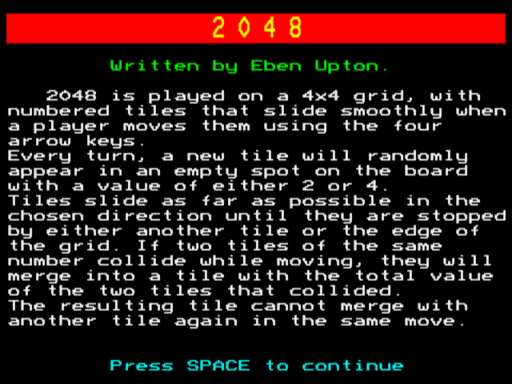 2048
Written by Eben Upton.
2048 is played on a 4x4 grid, with
numbered tiles that slide smoothly when
a player moves them using the four
arrow keys.
Every turn, a new tile will randomly
appear in an empty spot on the board
with a value of either 2 or 4.
Tiles slide as far as possible in the
chosen direction until they are stopped
by either another tile or the edge of
the grid. If two tiles of the same
number collide while moving, they will
merge into a tile with the total value
of the two tiles that collided.
The resulting tile cannot merge with
another tile again in the same move.
Press SPACE to continue